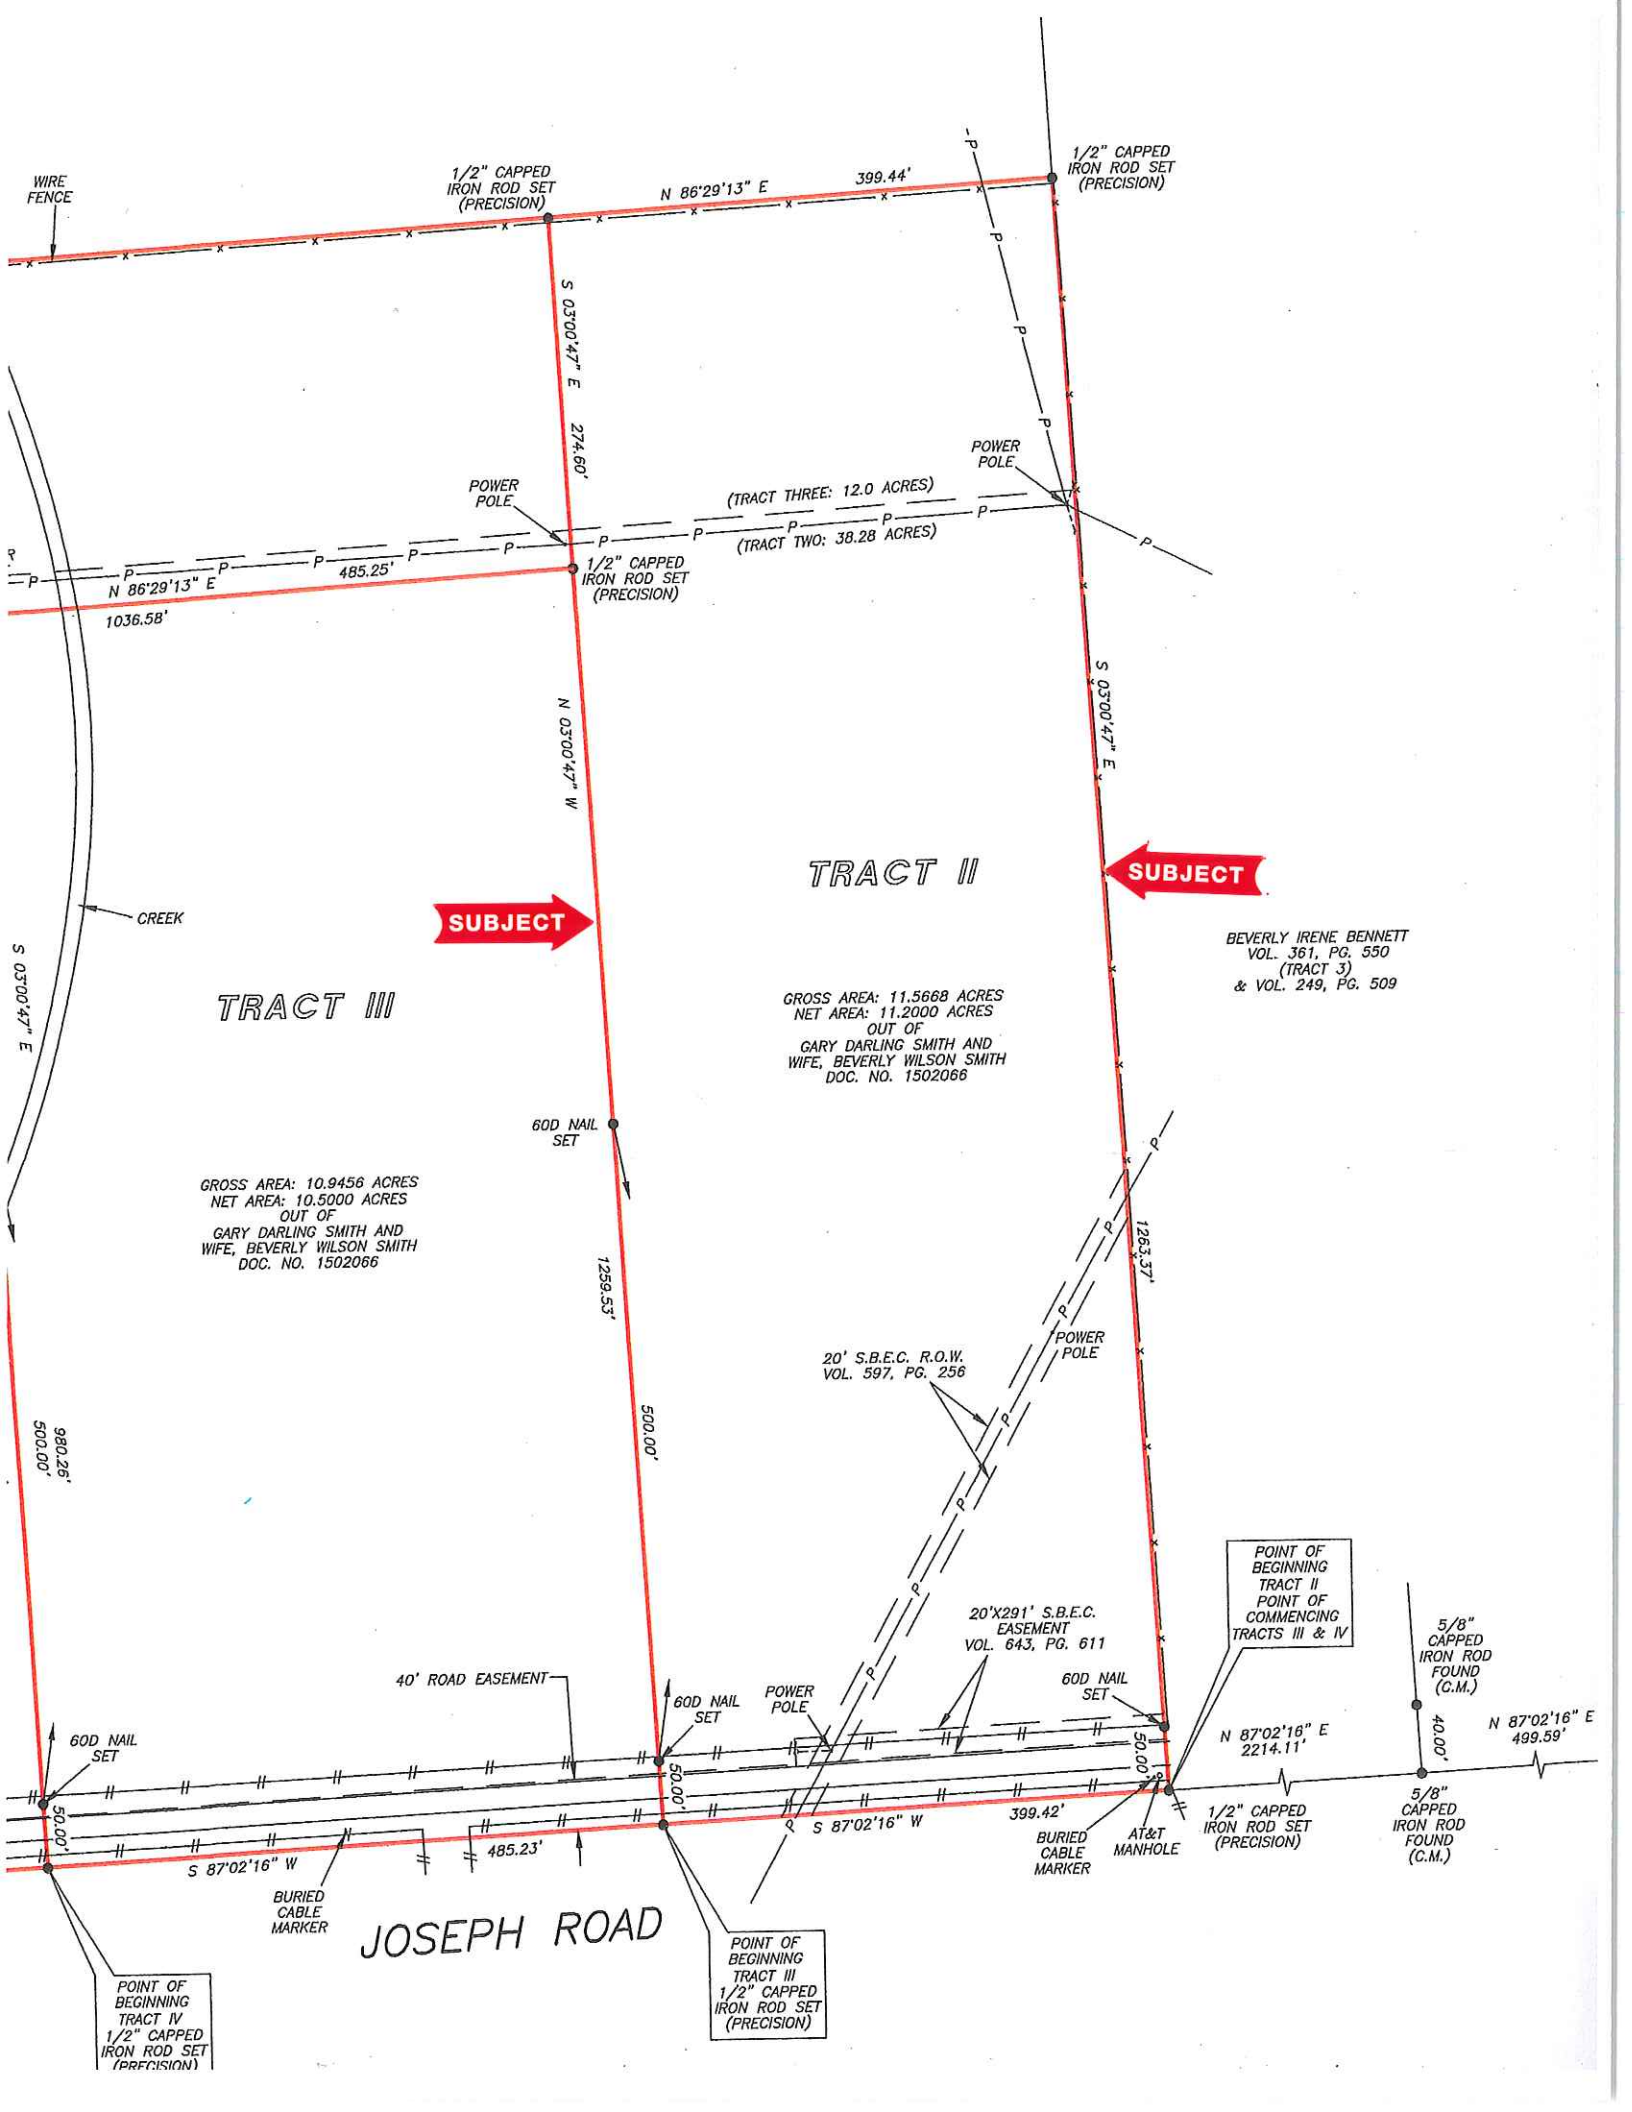 WIRE
FENCE
1/2" CAPPED
IRON ROD SET
(PRECISION)
N 86°29'13" E
399.44'
1/2" CAPPED
IRON ROD SET
(PRECISION)
P
S 03°00'47" E 274.60'
POWER
POLE
POWER
POLE
(TRACT THREE: 12.0 ACRES)
(TRACT TWO: 38.28 ACRES)
N 86°29'13" E
485.25'
1036.58'
1/2" CAPPED
IRON ROD SET
(PRECISION)
N 03°00'47" W
S 03°00'47" E
TRACT II
SUBJECT
SUBJECT
CREEK
S 03°00'47" E
BEVERLY IRENE BENNETT
VOL. 361, PG. 550
(TRACT 3)
& VOL. 249, PG. 509
TRACT III
GROSS AREA: 11.5668 ACRES
NET AREA: 11.2000 ACRES
OUT OF
GARY DARLING SMITH AND
WIFE, BEVERLY WILSON SMITH
DOC. NO. 1502066
60D NAIL
SET
GROSS AREA: 10.9456 ACRES
NET AREA: 10.5000 ACRES
OUT OF
GARY DARLING SMITH AND
WIFE, BEVERLY WILSON SMITH
DOC. NO. 1502066
1259.53'
1263.37'
POWER
POLE
20' S.B.E.C. R.O.W.
VOL. 597, PG. 256
500.00'
980.26'
500.00'
POINT OF
BEGINNING
TRACT II
POINT OF
COMMENCING
TRACTS III & IV
20'X291' S.B.E.C.
EASEMENT
VOL. 643, PG. 611
5/8"
CAPPED
IRON ROD
FOUND
(C.M.)
40' ROAD EASEMENT
60D NAIL
SET
POWER
POLE
60D NAIL
SET
60D NAIL
SET
N 87°02'16" E
2214.11'
40.00'
N 87°02'16" E
499.59'
50.00'
50.00'
50.00'
S 87°02'16" W
485.23'
S 87°02'16" W
399.42'
BURIED
CABLE
MARKER
AT&T
MANHOLE
1/2" CAPPED
IRON ROD SET
(PRECISION)
5/8"
CAPPED
IRON ROD
FOUND
(C.M.)
BURIED
CABLE
MARKER
JOSEPH ROAD
POINT OF
BEGINNING
TRACT III
1/2" CAPPED
IRON ROD SET
(PRECISION)
POINT OF
BEGINNING
TRACT IV
1/2" CAPPED
IRON ROD SET
(PRECISION)